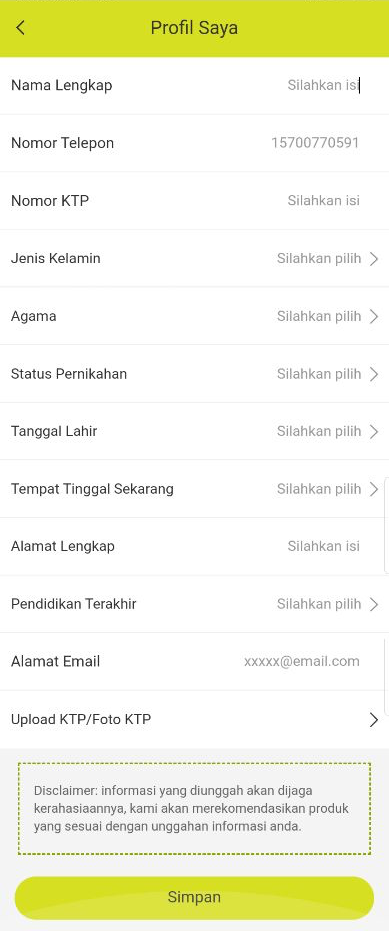 Profil Saya
Nama Lengkap Silahkan isi
Nomor Telepon 15700770591
Nomor KTP Silahkan isi
Jenis Kelamin Silahkan pilih
Agama Silahkan pilih
Status Pernikahan Silahkan pilih
Tanggal Lahir Silahkan pilih
Tempat Tinggal Sekarang Silahkan pilih
Alamat Lengkap Silahkan isi
Pendidikan Terakhir Silahkan pilih
Alamat Email xxxxx@email.com
Upload KTP/Foto KTP
Disclaimer: informasi yang diunggah akan dijaga
kerahasiaannya, kami akan merekomendasikan produk
yang sesuai dengan unggahan informasi anda.
Simpan